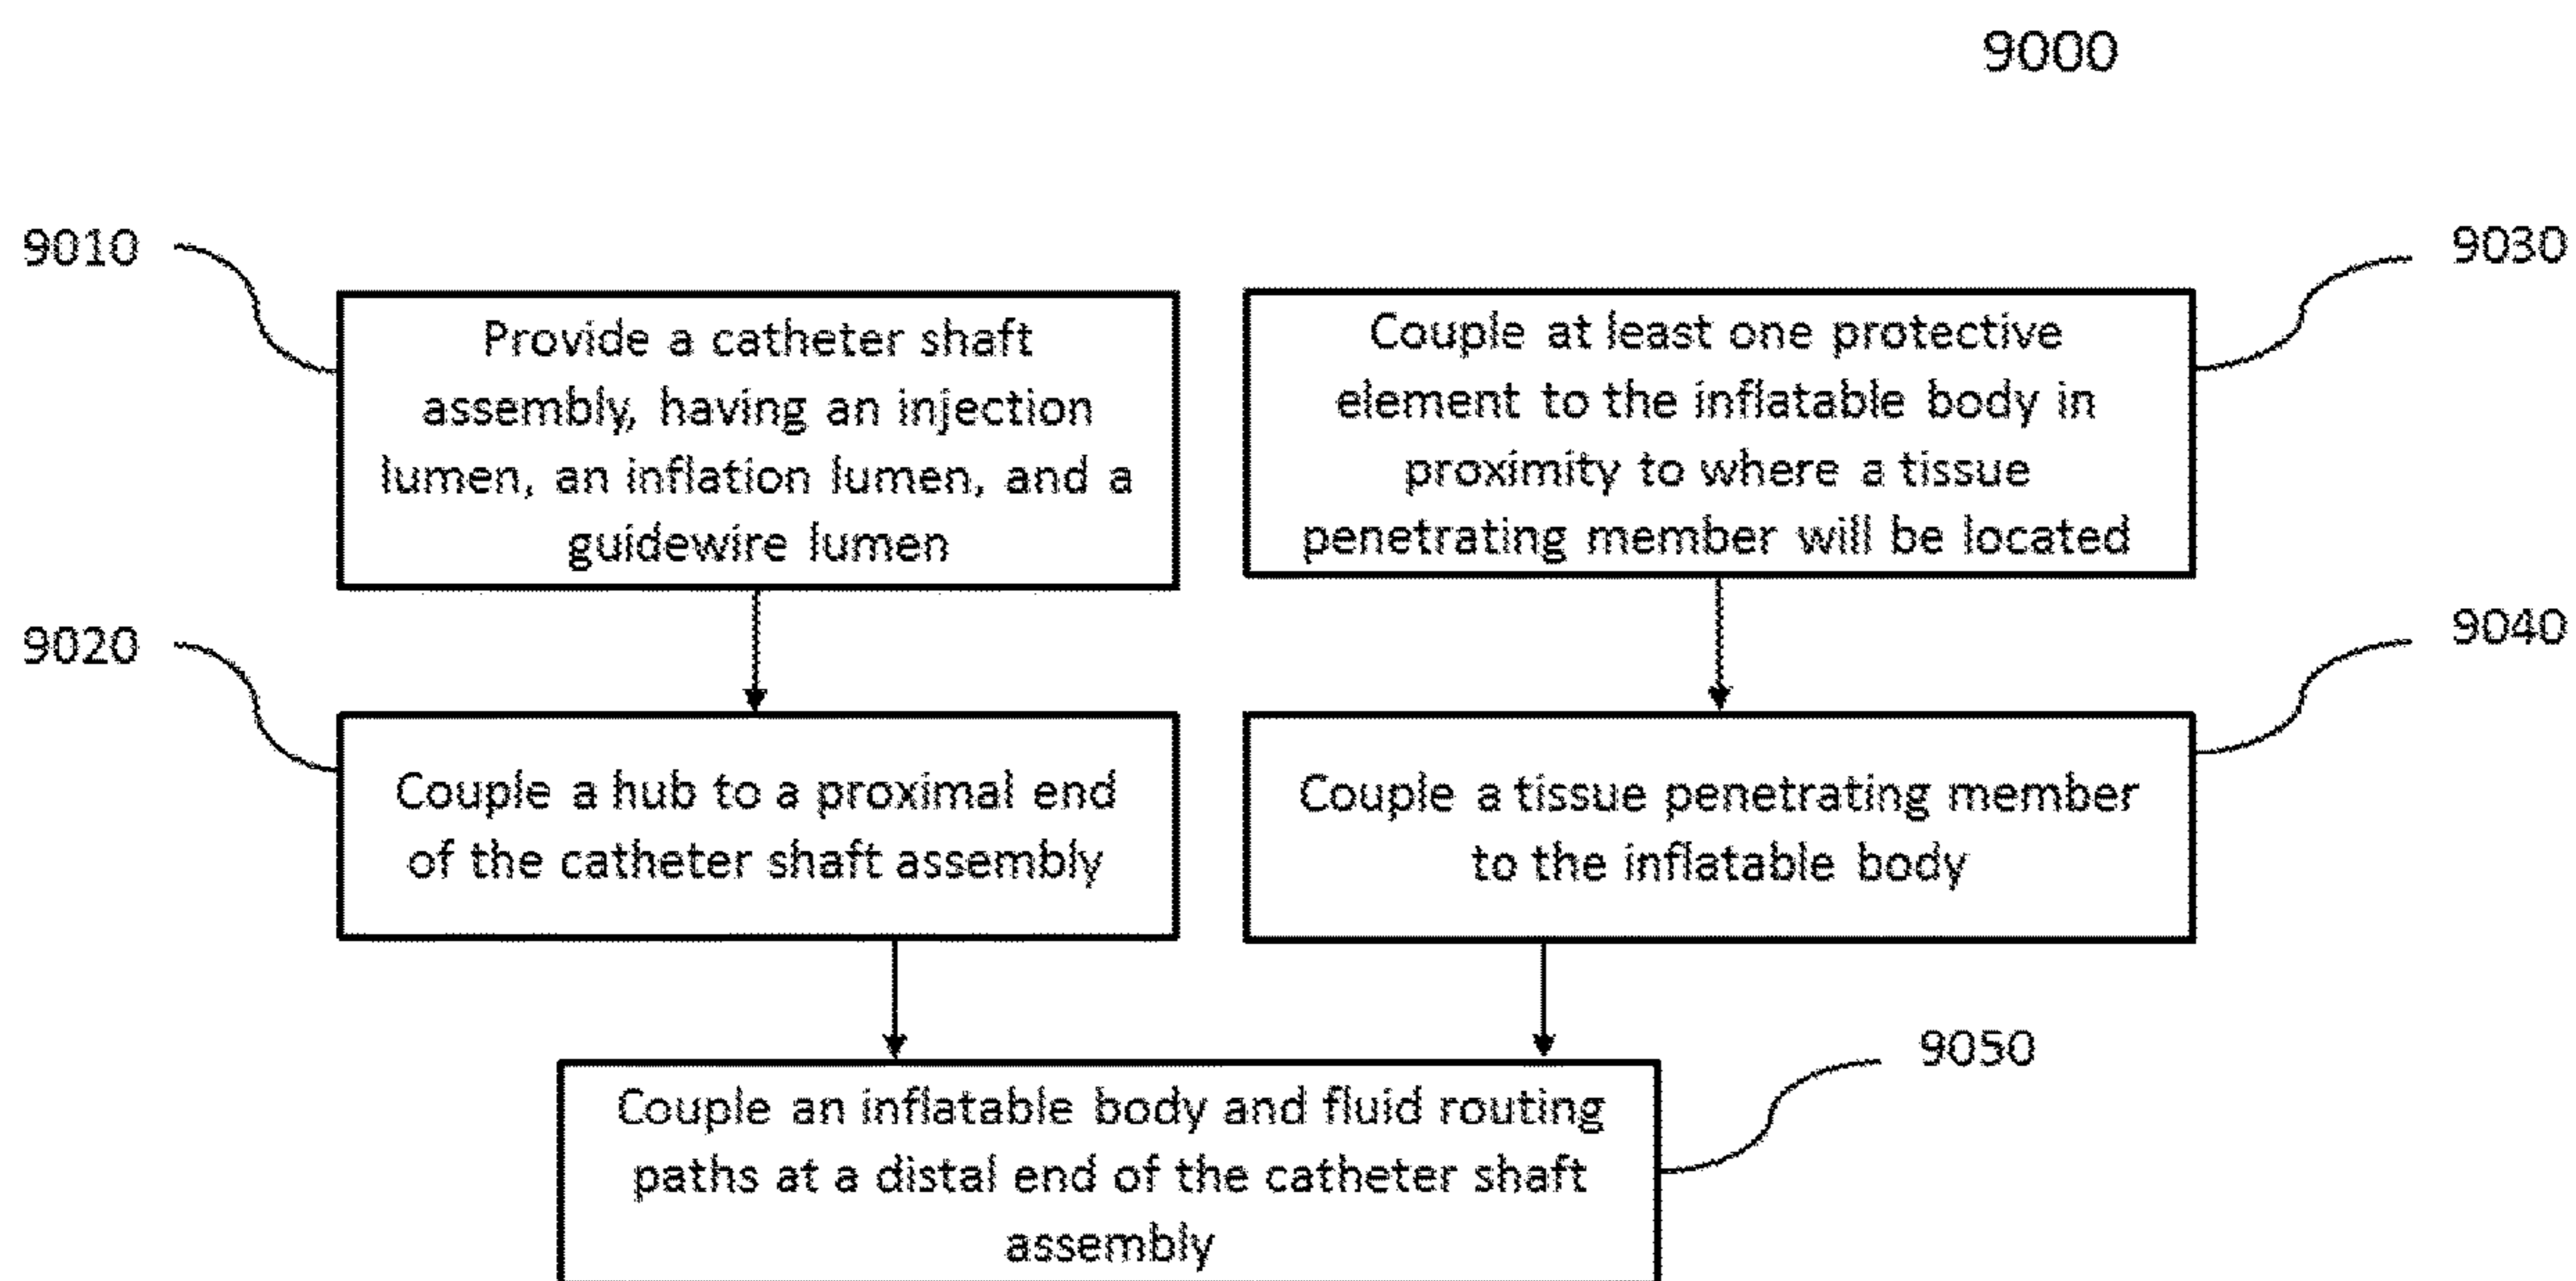 9000
9010
Provide a catheter shaft
assembly, having an injection
lumen, an inflation lumen, and a
guidewire lumen
9030
Couple at least one protective
element to the inflatable body in
proximity to where a tissue
penetrating member will be located
9020
Couple a hub to a proximal end
of the catheter shaft assembly
9040
Couple a tissue penetrating member
to the inflatable body
9050
Couple an inflatable body and fluid routing
paths at a distal end of the catheter shaft
assembly